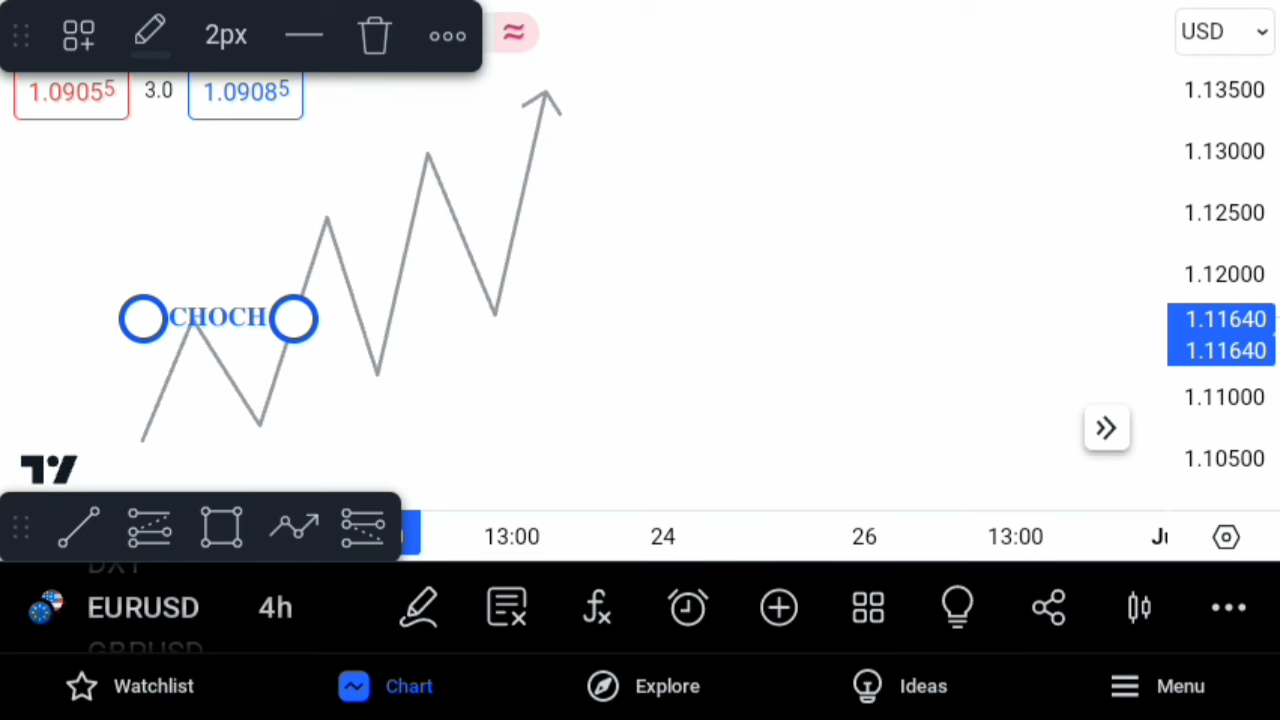 2px
USD
1.09055
3.0
1.09085
1.13500
1.13000
1.12500
1.12000
CHOCH
1.11640
1.11640
1.11000
1.10500
13:00
24
26
13:00
DXY
EURUSD
4h
GBPUSD
Watchlist
Chart
Explore
Ideas
Menu